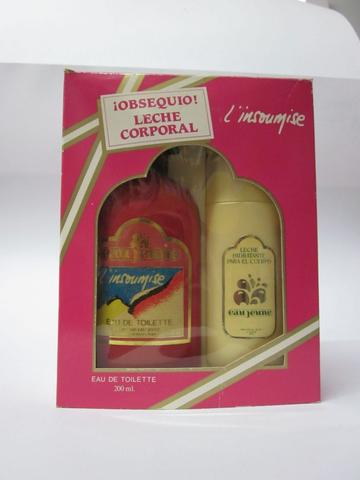 ¡OBSEQUIO!
LECHE
CORPORAL
l'insoumise
l'insoumise
EAU DE TOILETTE
LECHE
HIDRATANTE
PARA EL CUERPO
eau jeune
EAU DE TOILETTE
200 ml.